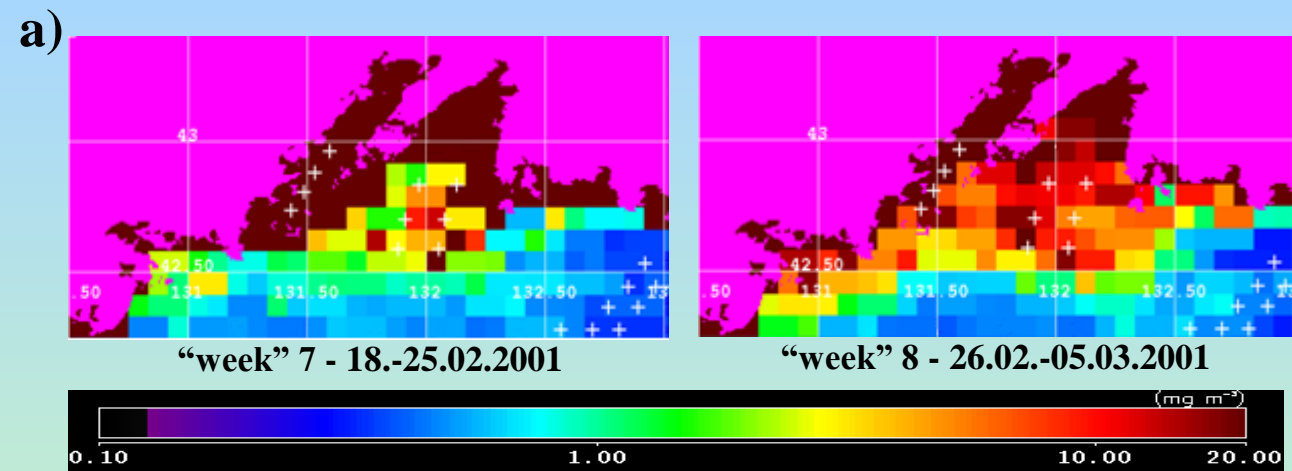 a)
43
42.50
.50 131 131.50 132 132.50 13
43
42.50
.50 131 131.50 132 132.50 13
“week” 7 - 18.-25.02.2001
“week” 8 - 26.02.-05.03.2001
(mg m⁻³)
0.10 1.00 10.00 20.00